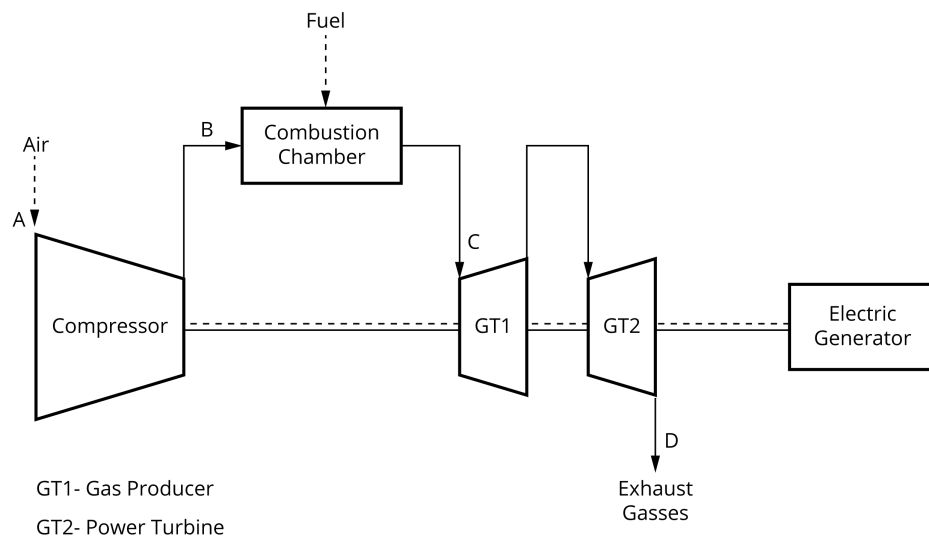 Fuel
B
Combustion
Chamber
Air
A
C
Compressor
GT1
GT2
Electric
Generator
D
GT1- Gas Producer
Exhaust
Gasses
GT2- Power Turbine